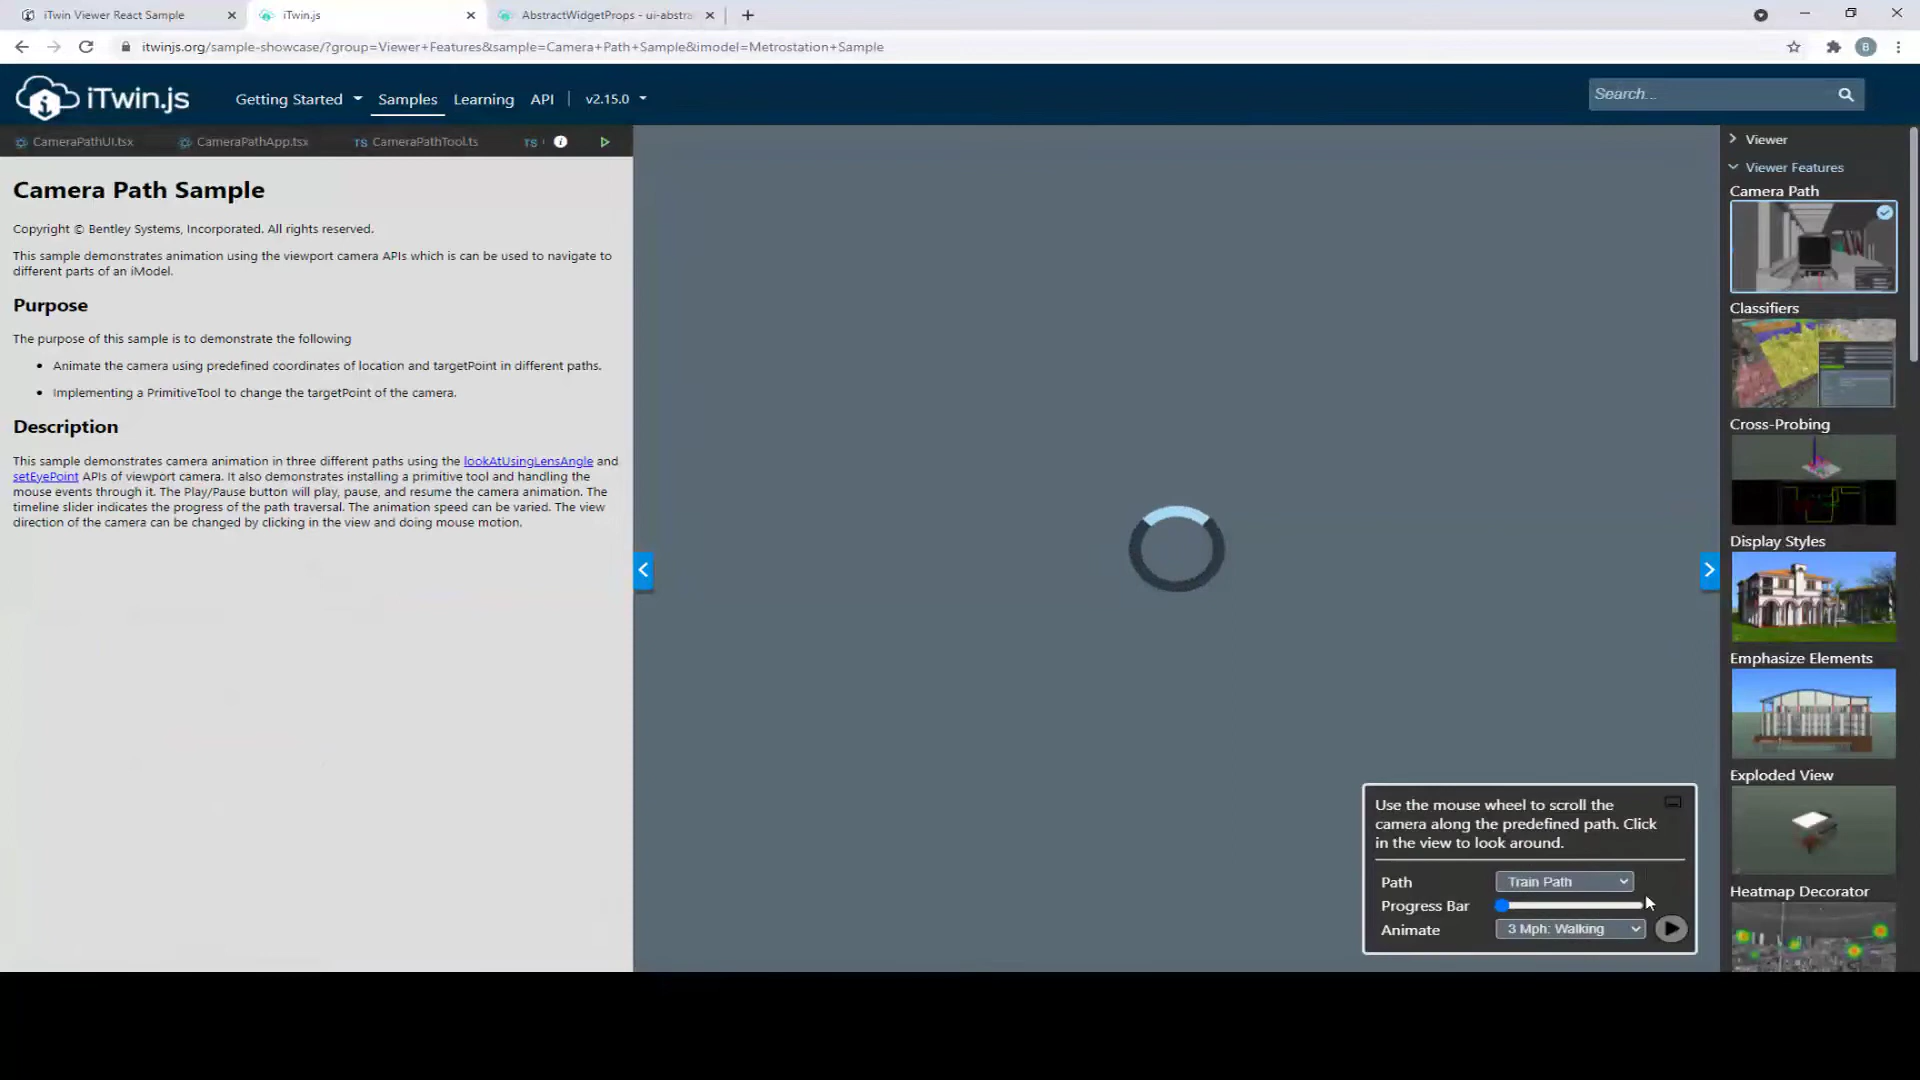 iTwin Viewer React Sample
iTwin.js
AbstractWidgetProps - ui-abstra
itwinjs.org/sample-showcase/?group=Viewer+Features&sample=Camera+Path+Sample&imodel=Metrostation+Sample
B
iTwin.js
Getting Started
Samples
Learning
API
v2.15.0
Search...
CameraPathUI.tsx
CameraPathApp.tsx
TS CameraPathTool.ts
TS
Camera Path Sample
Copyright © Bentley Systems, Incorporated. All rights reserved.
This sample demonstrates animation using the viewport camera APIs which is can be used to navigate to
different parts of an iModel.
Purpose
The purpose of this sample is to demonstrate the following
• Animate the camera using predefined coordinates of location and targetPoint in different paths.
• Implementing a PrimitiveTool to change the targetPoint of the camera.
Description
This sample demonstrates camera animation in three different paths using the lookAtUsingLensAngle and
setEyePoint APIs of viewport camera. It also demonstrates installing a primitive tool and handling the
mouse events through it. The Play/Pause button will play, pause, and resume the camera animation. The
timeline slider indicates the progress of the path traversal. The animation speed can be varied. The view
direction of the camera can be changed by clicking in the view and doing mouse motion.
Use the mouse wheel to scroll the
camera along the predefined path. Click
in the view to look around.
Path
Train Path
Progress Bar
Animate
3 Mph: Walking
Viewer
Viewer Features
Camera Path
Classifiers
Cross-Probing
Display Styles
Emphasize Elements
Exploded View
Heatmap Decorator